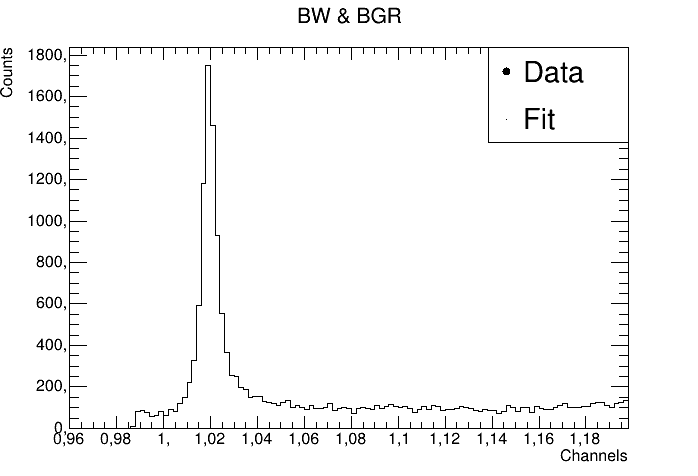 BW & BGR
Counts
1800,
1600,
1400,
1200,
1000,
800,
600,
400,
200,
0,
0,96 0,98 1, 1,02 1,04 1,06 1,08 1,1 1,12 1,14 1,16 1,18
Channels
Data
Fit